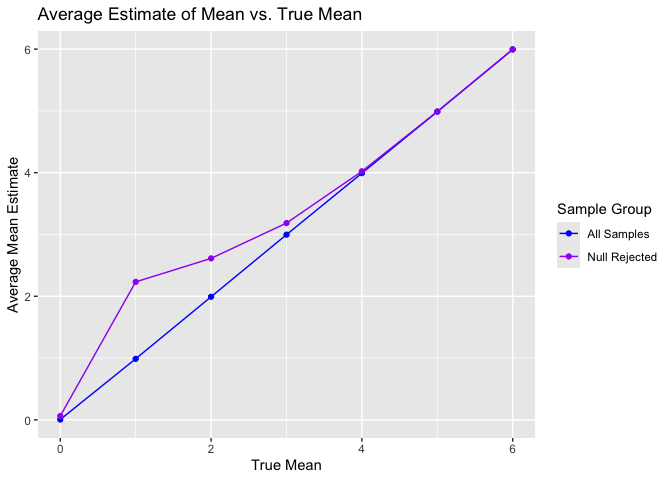 Average Estimate of Mean vs. True Mean
6
4
2
0
Average Mean Estimate
0 2 4 6
True Mean
Sample Group
All Samples
Null Rejected